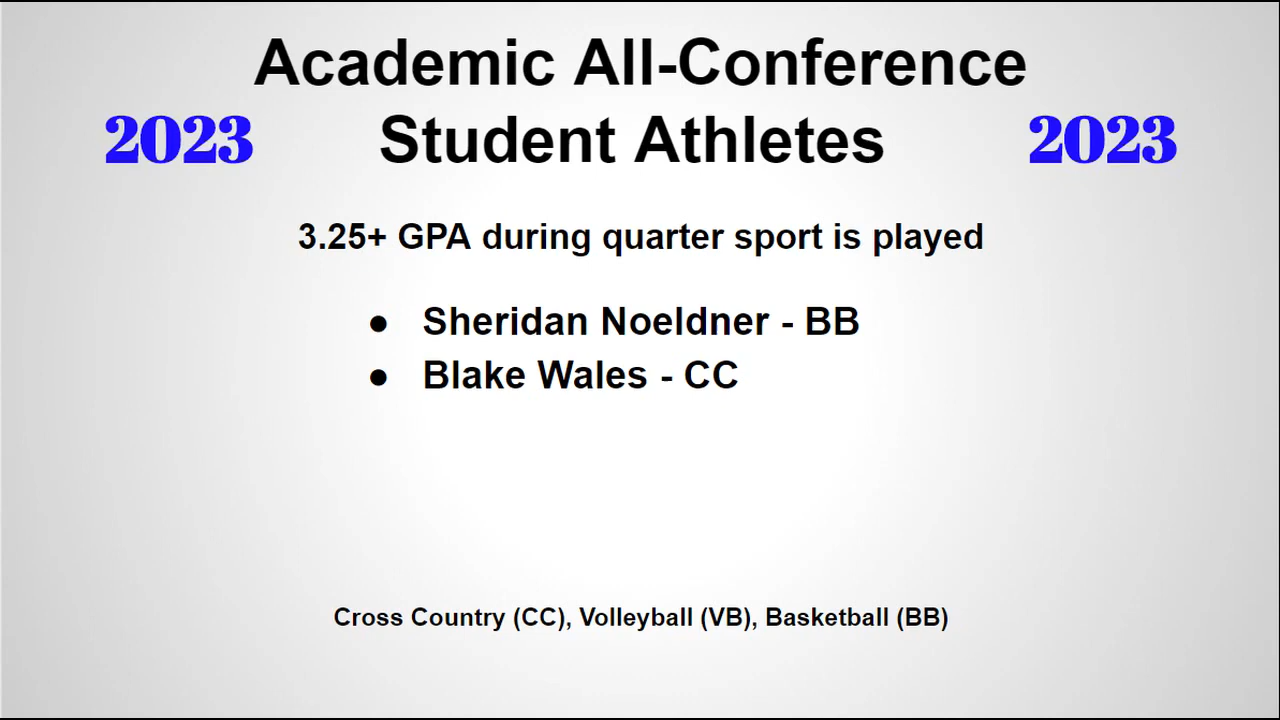 Academic All-Conference
2023 Student Athletes 2023
3.25+ GPA during quarter sport is played
● Sheridan Noeldner - BB
● Blake Wales - CC
Cross Country (CC), Volleyball (VB), Basketball (BB)